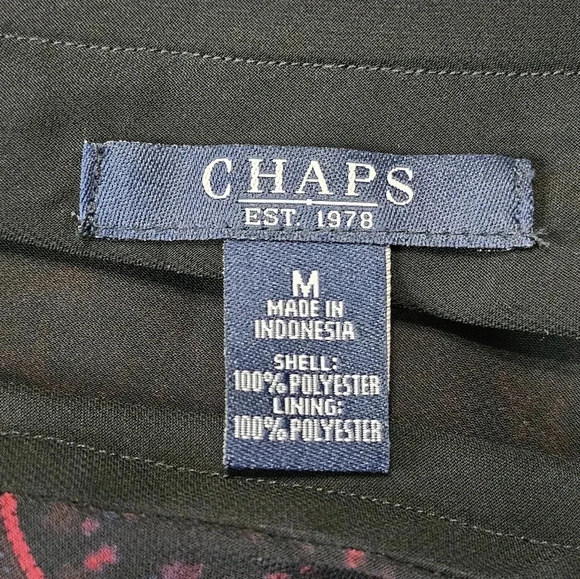 CHAPS
EST. 1978
M
MADE IN
INDONESIA
SHELL:
100% POLYESTER
LINING:
100% POLYESTER